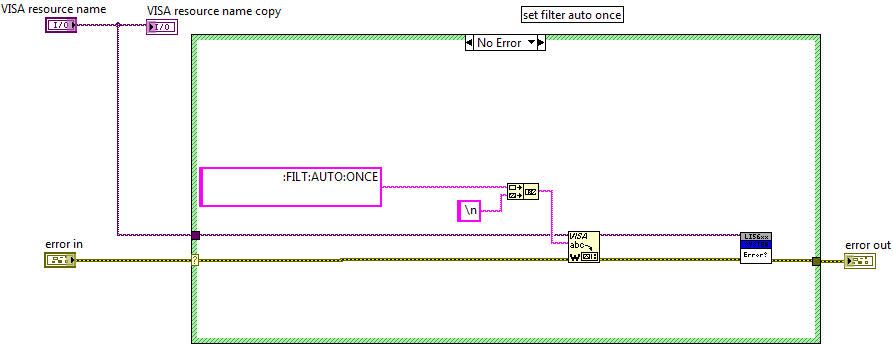 VISA resource name
VISA resource name copy
set filter auto once
I/O
I/O
No Error
:FILT:AUTO:ONCE
\n
VISA
abc
W
LIS6xx
Error?
error in
?
error out